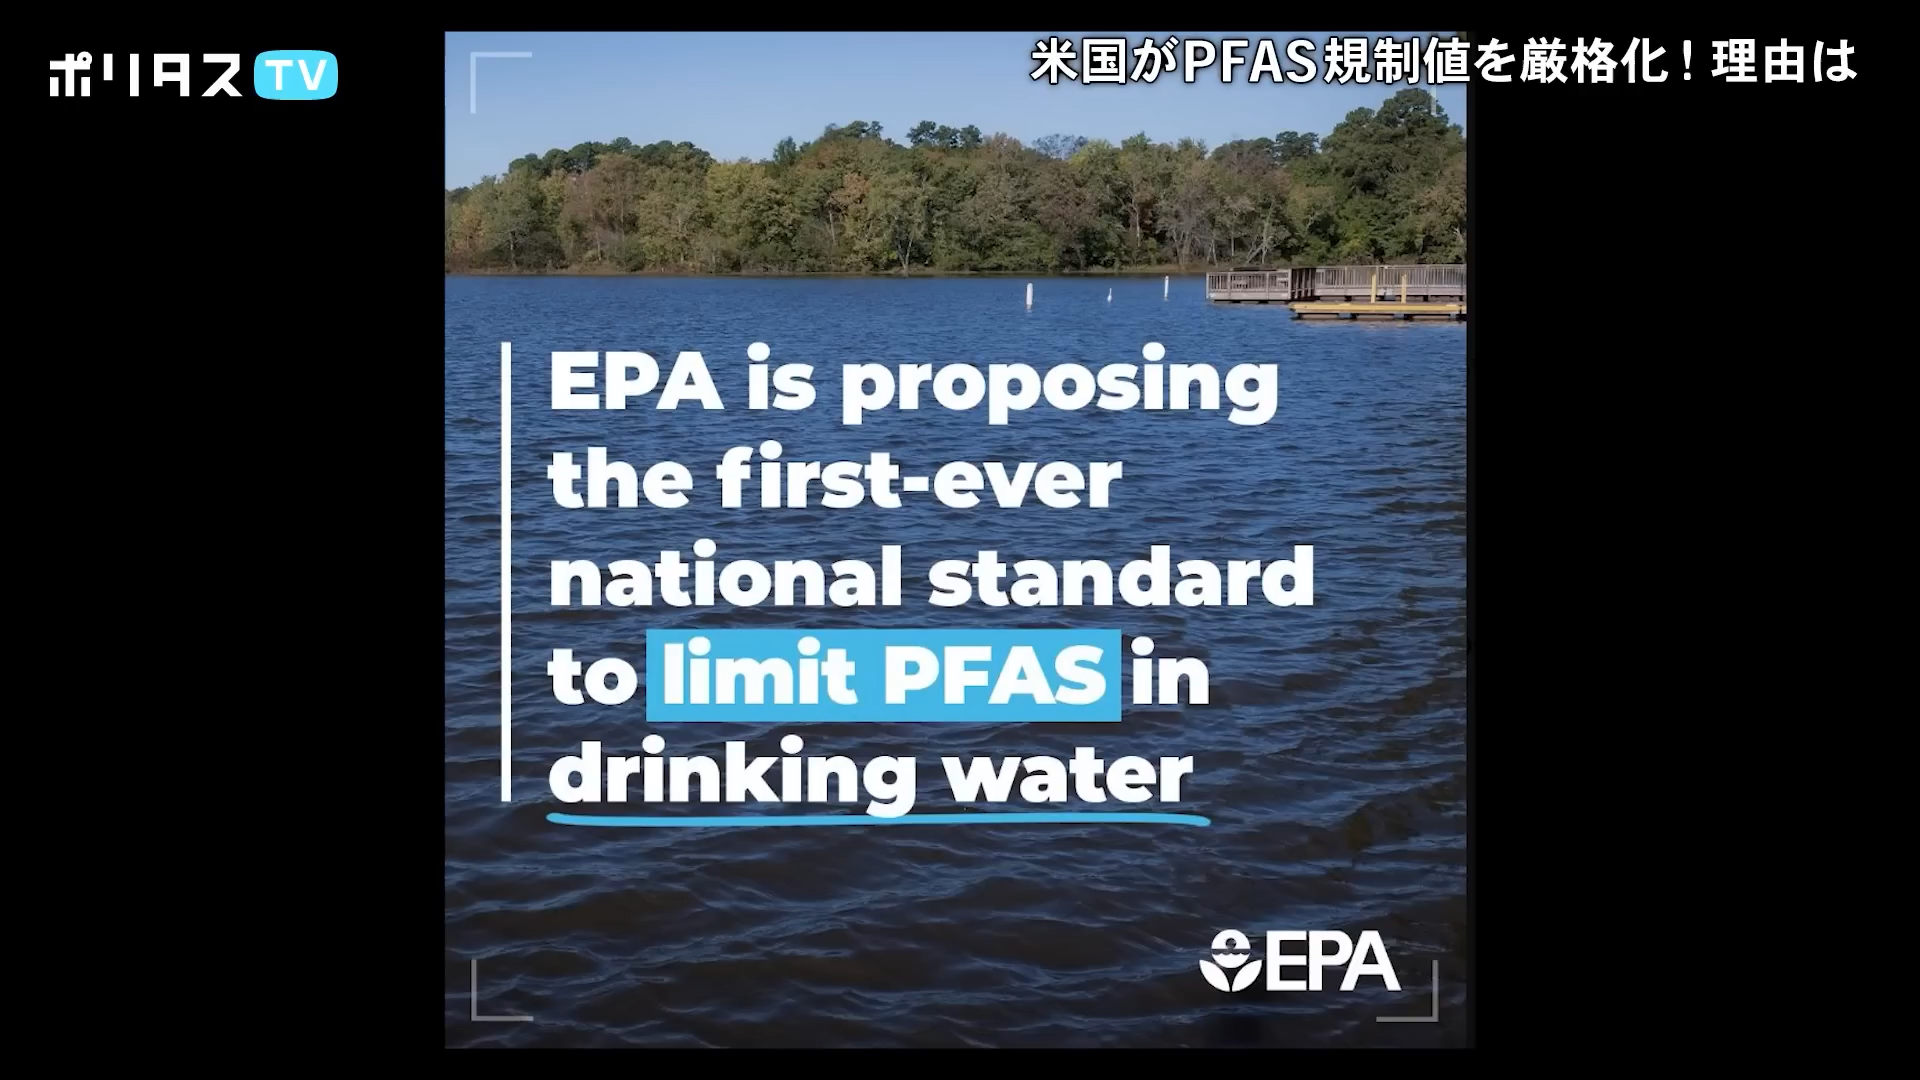 ポリタスTV
米国がPFAS規制値を厳格化！理由は
EPA is proposing
the first-ever
national standard
to limit PFAS in
drinking water
EPA